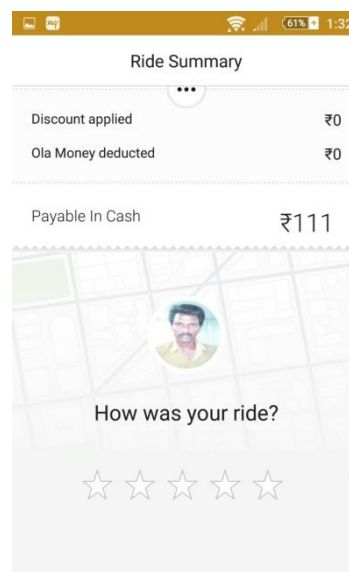 61% 1:32
Ride Summary
Discount applied ₹0
Ola Money deducted ₹0
Payable In Cash ₹111
How was your ride?